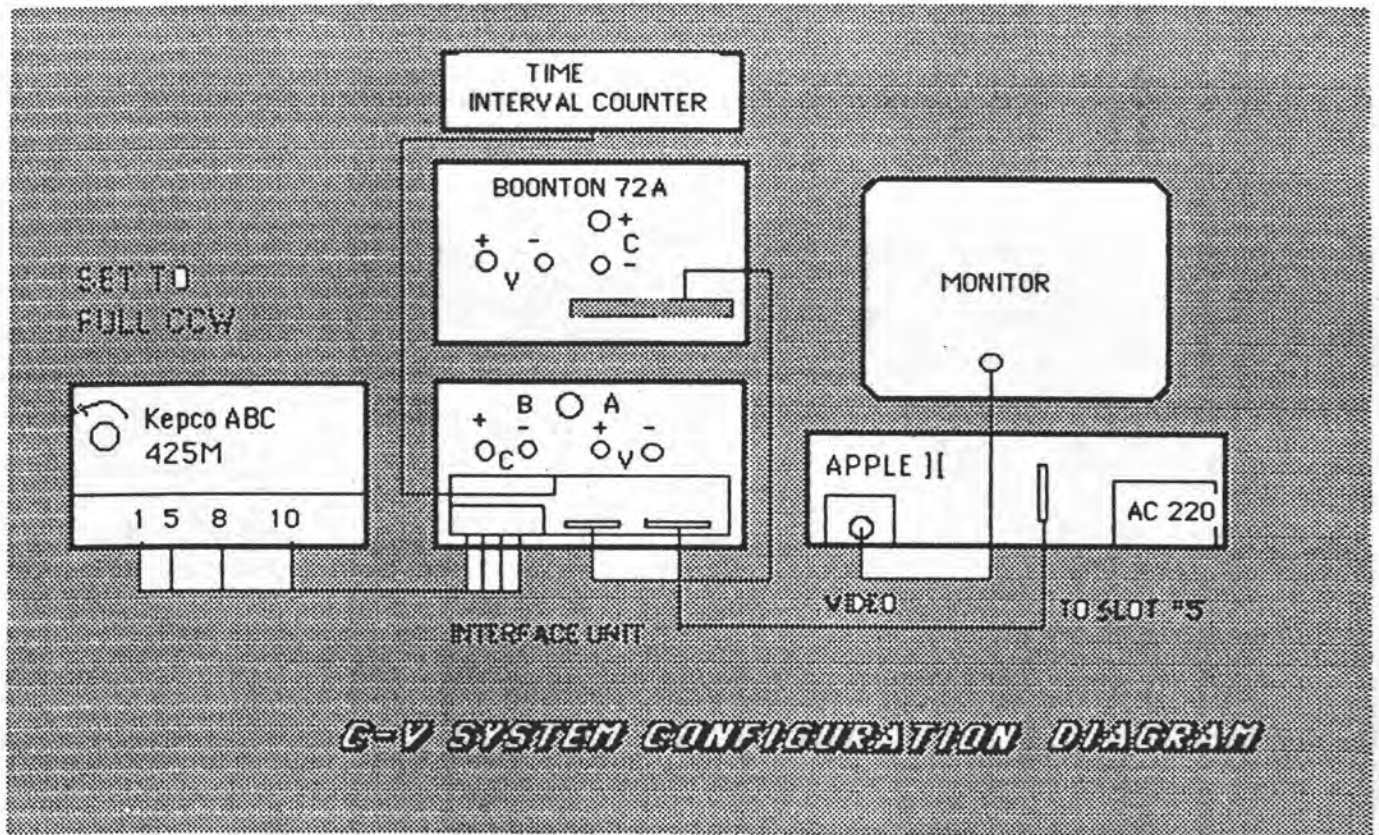 TIME
INTERVAL COUNTER
BOONTON 72A
+
C
-
+ -
V
MONITOR
SET TO
FULL CCW
Kepco ABC
425M
1 5 8 10
B A
+ - + -
C V
APPLE ][
AC 220
VIDEO
TO SLOT "5
INTERFACE UNIT
C-V SYSTEM CONFIGURATION DIAGRAM